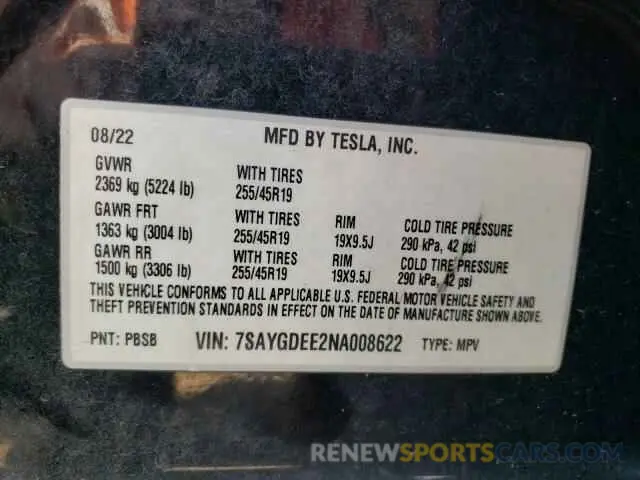 08/22 MFD BY TESLA, INC.
GVWR WITH TIRES
2369 kg (5224 lb) 255/45R19
GAWR FRT WITH TIRES RIM COLD TIRE PRESSURE
1363 kg (3004 lb) 255/45R19 19X9.5J 290 kPa, 42 psi
GAWR RR WITH TIRES RIM COLD TIRE PRESSURE
1500 kg (3306 lb) 255/45R19 19X9.5J 290 kPa, 42 psi
THIS VEHICLE CONFORMS TO ALL APPLICABLE U.S. FEDERAL MOTOR VEHICLE SAFETY AND
THEFT PREVENTION STANDARDS IN EFFECT ON THE DATE OF MANUFACTURE SHOWN ABOVE.
PNT: PBSB VIN: 7SAYGDEE2NA008622 TYPE: MPV
RENEWSPORTSCARS.COM